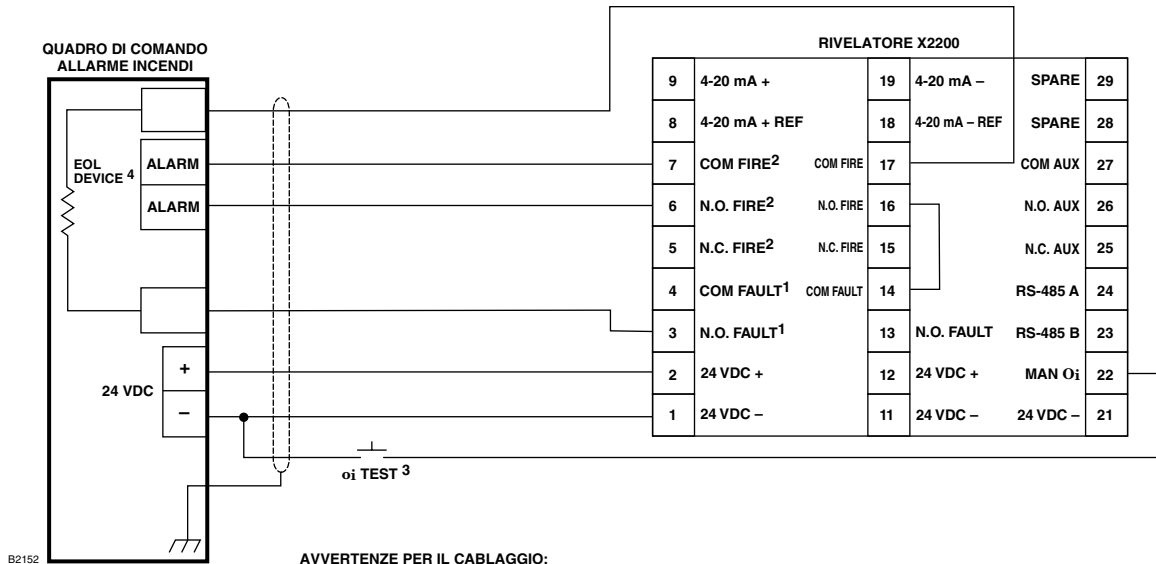 QUADRO DI COMANDO
ALLARME INCENDI
RIVELATORE X2200
EOL
DEVICE 4
ALARM
ALARM
24 VDC
+
–
oi TEST 3
9 4-20 mA + 19 4-20 mA – SPARE 29
8 4-20 mA + REF 18 4-20 mA – REF SPARE 28
7 COM FIRE2 COM FIRE 17 COM AUX 27
6 N.O. FIRE2 N.O. FIRE 16 N.O. AUX 26
5 N.C. FIRE2 N.C. FIRE 15 N.C. AUX 25
4 COM FAULT1 COM FAULT 14 RS-485 A 24
3 N.O. FAULT1 13 N.O. FAULT RS-485 B 23
2 24 VDC + 12 24 VDC + MAN Oi 22
1 24 VDC – 11 24 VDC – 24 VDC – 21
B2152
AVVERTENZE PER IL CABLAGGIO: